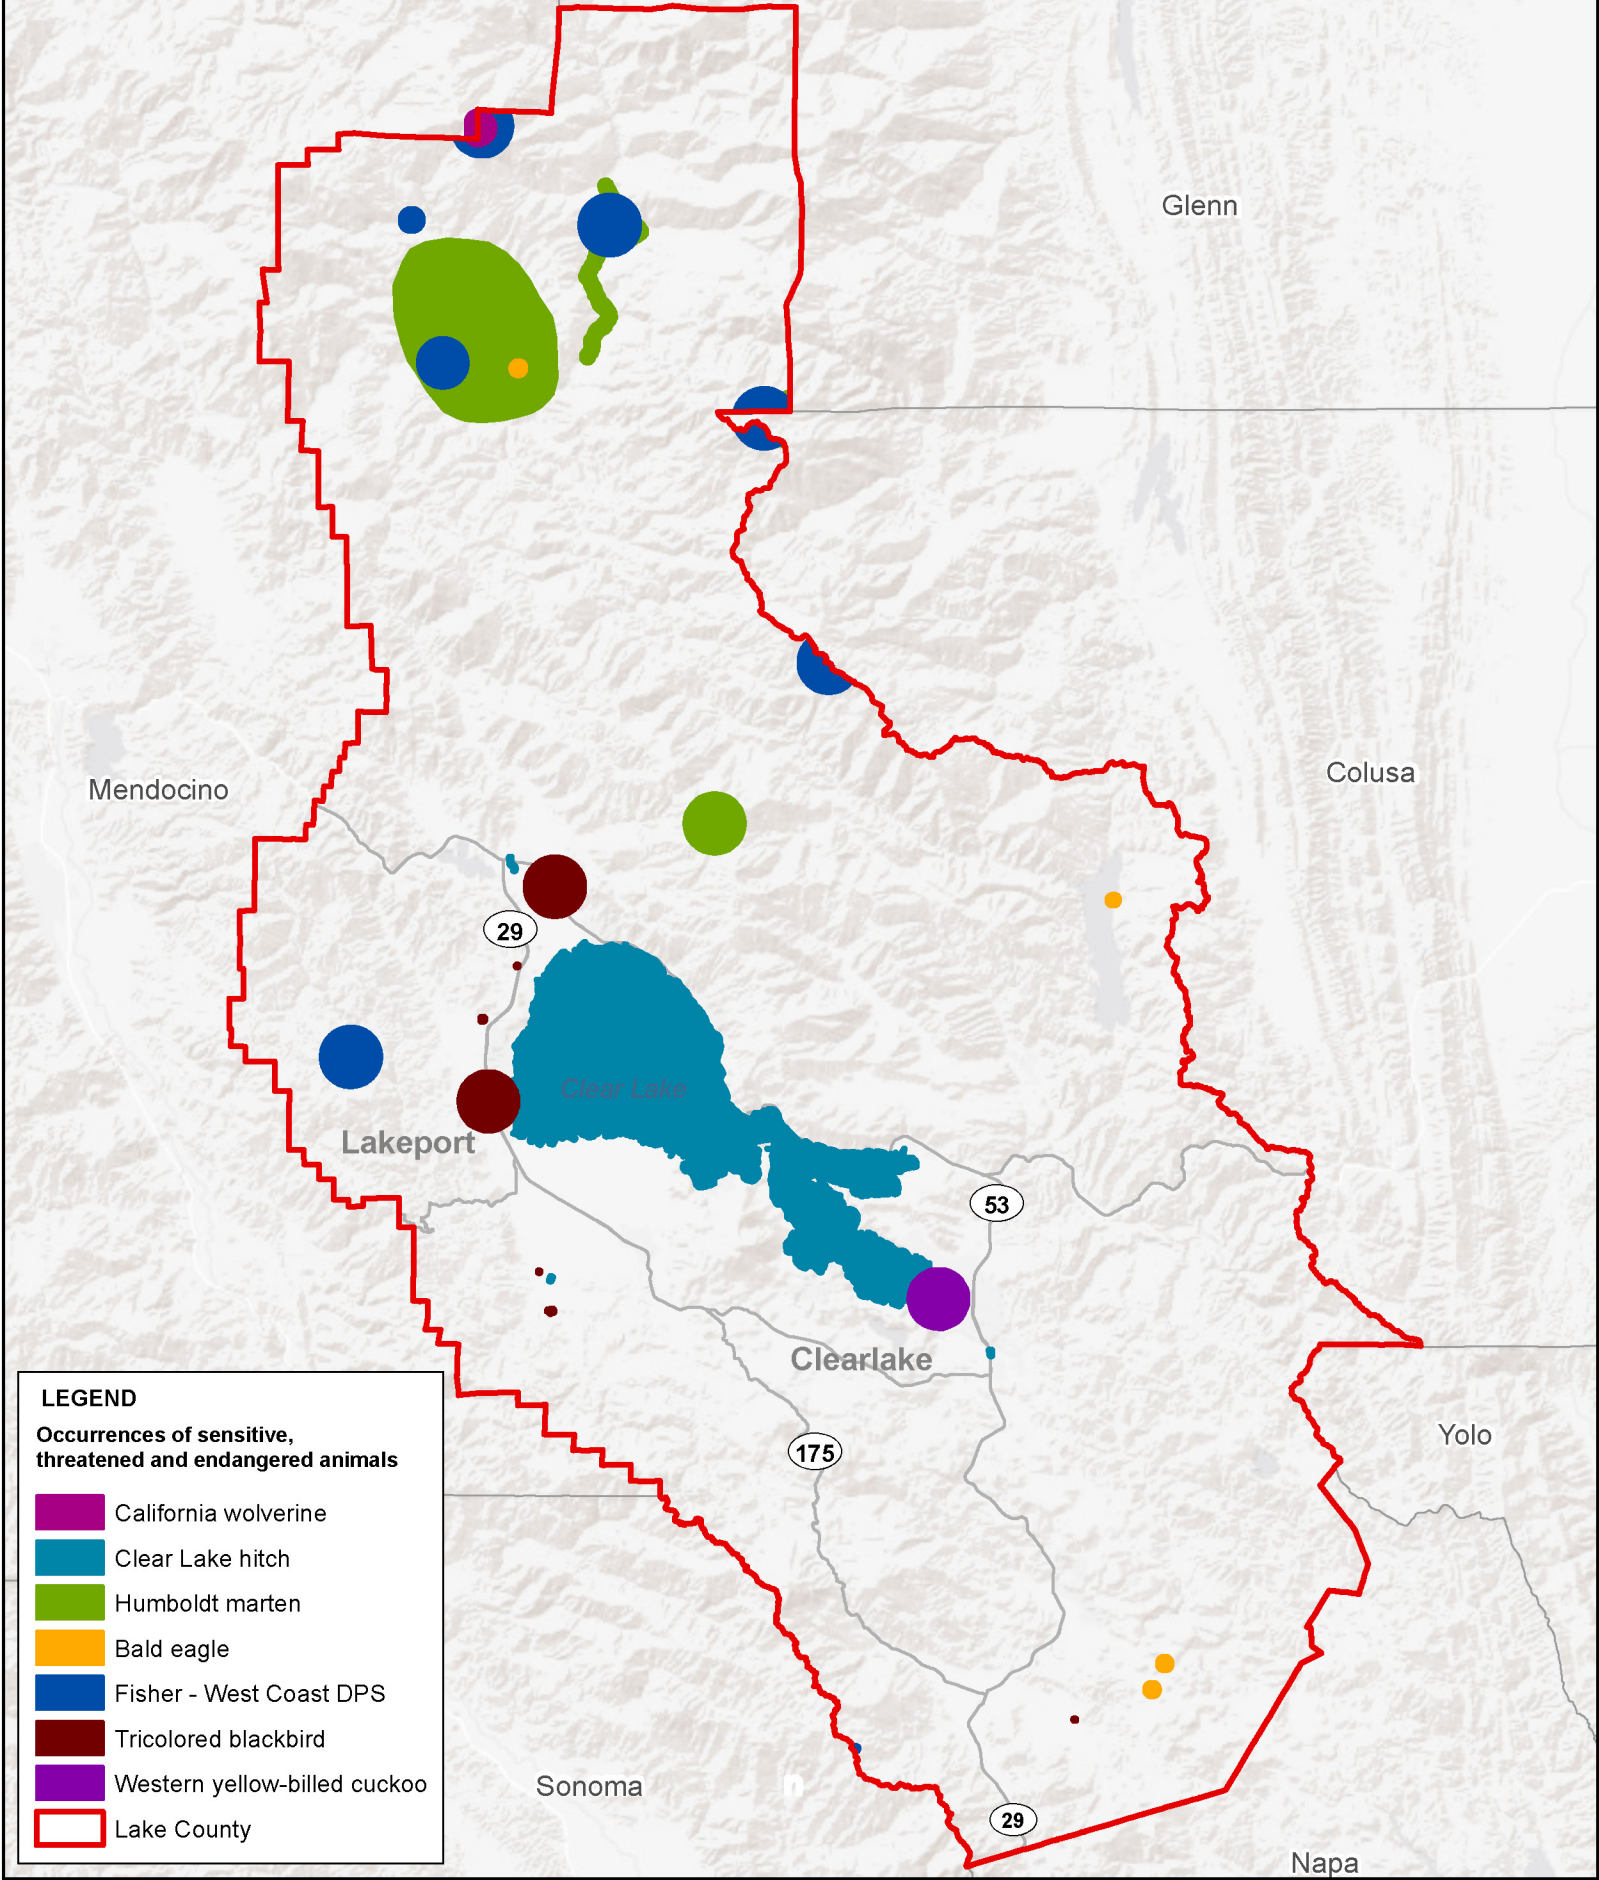 Glenn
Colusa
Mendocino
29
Clear Lake
Lakeport
53
Clearlake
175
Yolo
LEGEND
Occurrences of sensitive,
threatened and endangered animals
California wolverine
Clear Lake hitch
Humboldt marten
Bald eagle
Fisher - West Coast DPS
Tricolored blackbird
Western yellow-billed cuckoo
Lake County
Sonoma
n
29
Napa